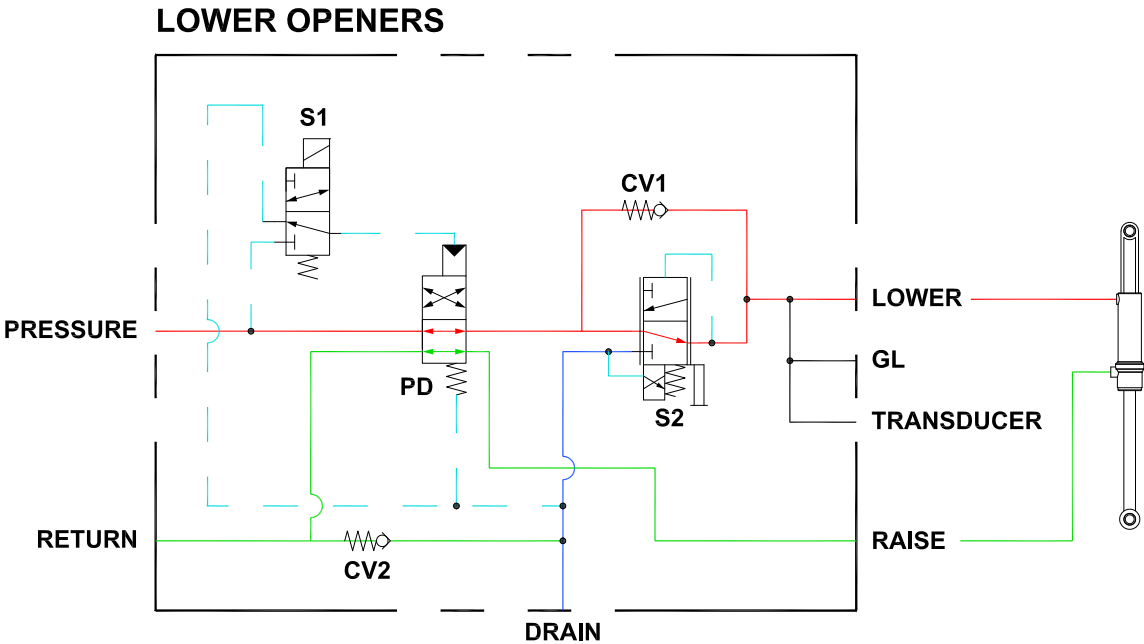 LOWER OPENERS
S1
CV1
LOWER
PRESSURE
GL
PD
S2
TRANSDUCER
RETURN
RAISE
CV2
DRAIN